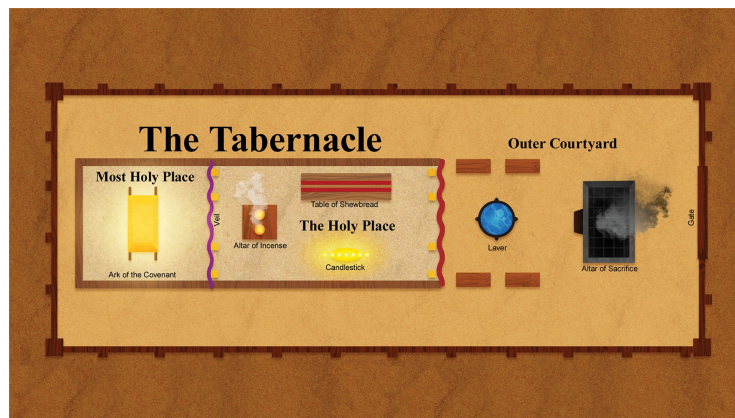 The Tabernacle
Outer Courtyard
Most Holy Place
Table of Shewbread
Veil
The Holy Place
Gate
Altar of Incense
Laver
Candlestick
Altar of Sacrifice
Ark of the Covenant